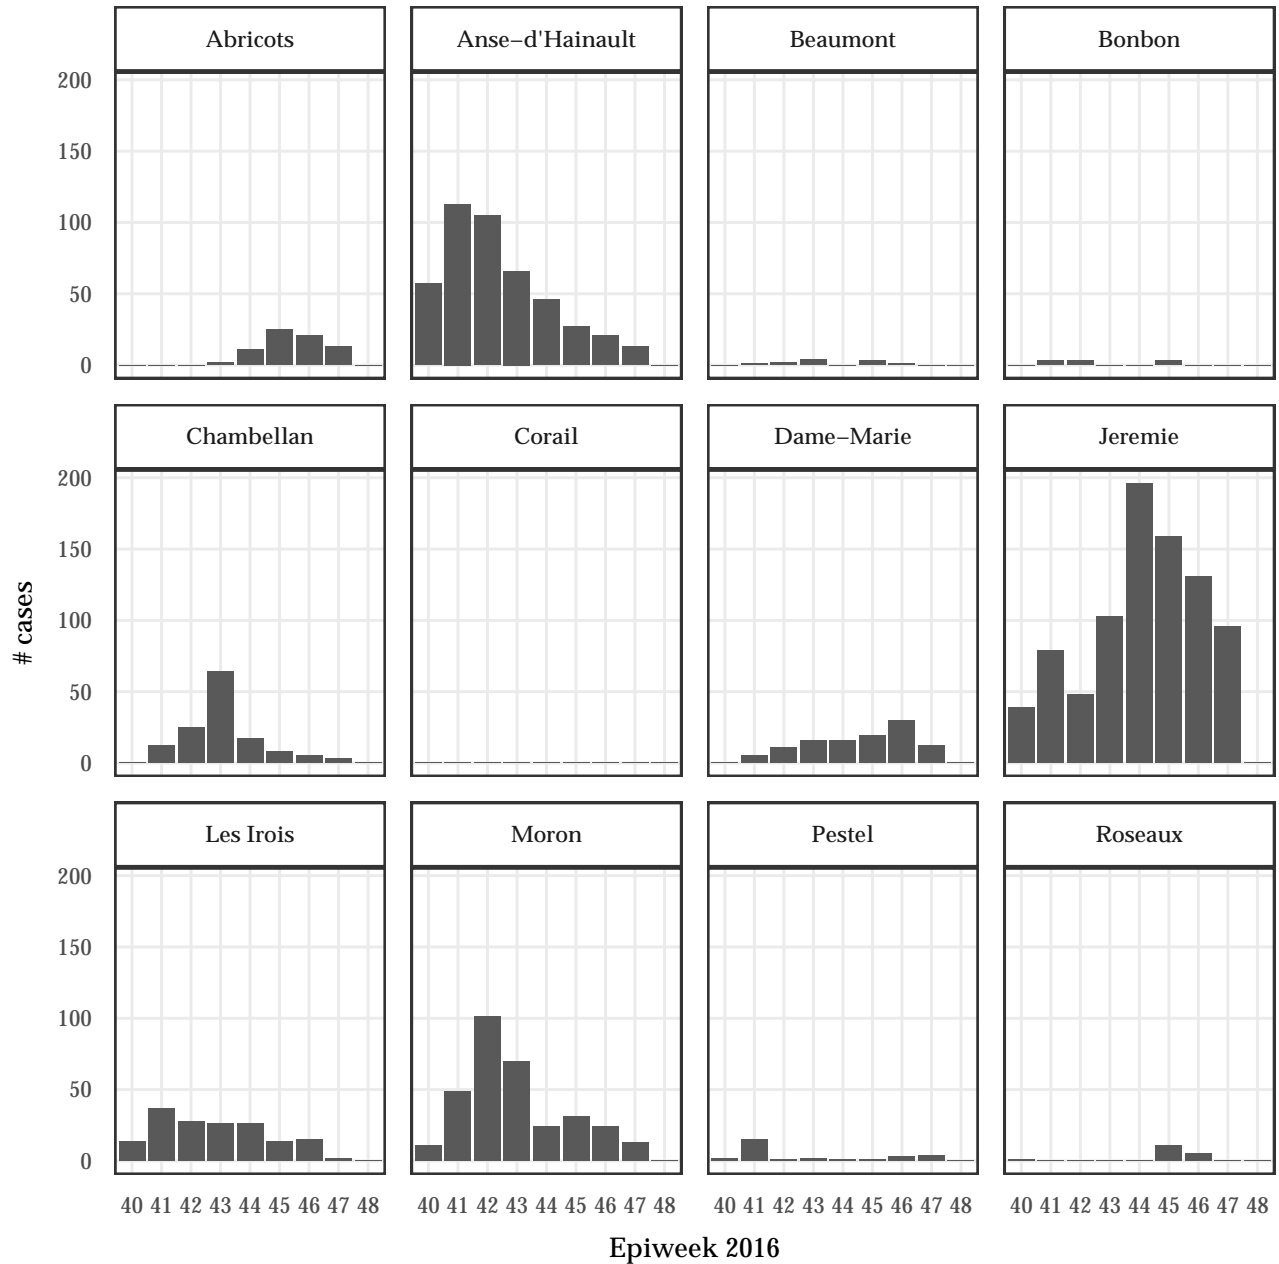 Abricots Anse–d'Hainault Beaumont Bonbon
200
150
100
50
0
Chambellan Corail Dame–Marie Jeremie
200
150
100
50
0
Les Irois Moron Pestel Roseaux
200
150
100
50
0
40 41 42 43 44 45 46 47 48 40 41 42 43 44 45 46 47 48 40 41 42 43 44 45 46 47 48 40 41 42 43 44 45 46 47 48
# cases
Epiweek 2016